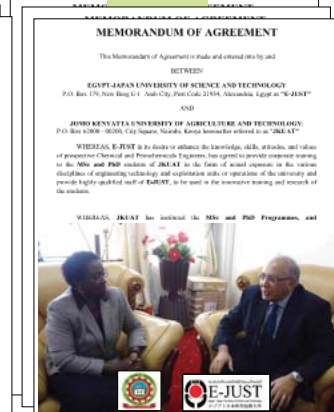 MEMORANDUM OF AGREEMENT
This Memorandum of Agreement is made and entered into by and
BETWEEN
EGYPT-JAPAN UNIVERSITY OF SCIENCE AND TECHNOLOGY
P.O. Box 179, New Borg E-l Arab City, Post Code 21934, Alexandria, Egypt as "E-JUST"
AND
JOMO KENYATTA UNIVERSITY OF AGRICULTURE AND TECHNOLOGY:
P.O. Box 62000 - 00200, City Square, Nairobi, Kenya hereinafter referred to as "JKUAT"
WHEREAS, E-JUST in its desire to enhance the knowledge, skills, attitudes, and values
of prospective Chemical and Petrochemicals Engineers, has agreed to provide corporate training
to the MSc and PhD students of JKUAT in the form of actual exposure in the various
disciplines of engineering technology and exploitation units or operations of the university and
provide highly qualified staff of E-JUST, to be used in the innovative training and research of
the students.
WHEREAS, JKUAT has instituted the MSc and PhD Programmes, and
E-JUST